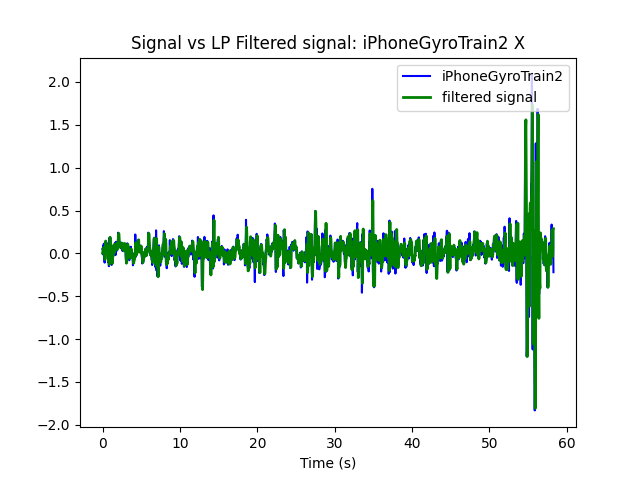 Signal vs LP Filtered signal: iPhoneGyroTrain2 X
iPhoneGyroTrain2
filtered signal
2.0
1.5
1.0
0.5
0.0
−0.5
−1.0
−1.5
−2.0
0 10 20 30 40 50 60
Time (s)